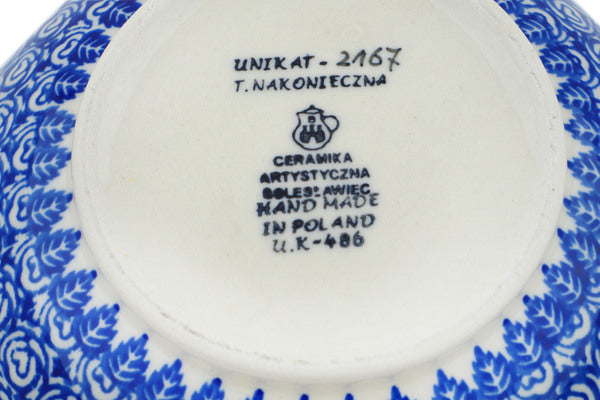 UNIKAT - 2167
T. NAKONIECZNA
B
CERAMIKA
ARTYSTYCZNA
BOLESŁAWIEC
HAND MADE
IN POLAND
U.K-486